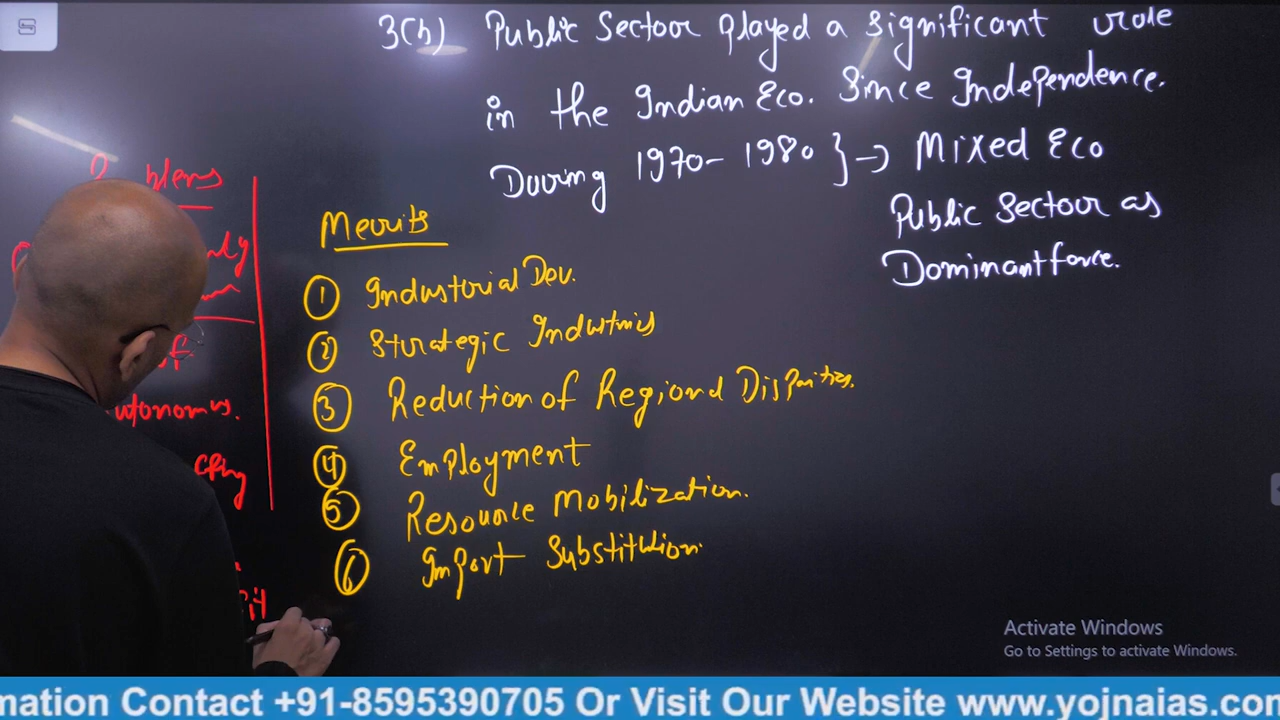 3(b) Public Sector played a significant role
in the Indian Eco. Since Independence.
During 1970- 1980 }→ Mixed Eco
Public Sector as
Dominant force.
Merits
① Industrial Dev.
② Strategic Industries
③ Reduction of Regional Disparities.
④ Employment
⑤ Resource Mobilization.
⑥ Import Substitution.
Activate Windows
Go to Settings to activate Windows.
mation Contact +91-8595390705 Or Visit Our Website www.yojnaias.com